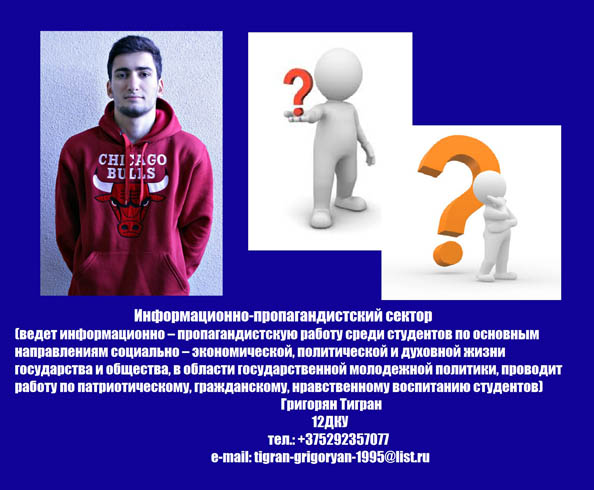 CHICAGO
BULLS
Информационно-пропагандистский сектор
(ведет информационно – пропагандистскую работу среди студентов по основным
направлениям социально – экономической, политической и духовной жизни
государства и общества, в области государственной молодежной политики, проводит
работу по патриотическому, гражданскому, нравственному воспитанию студентов)
Григорян Тигран
12ДКУ
тел.: +375292357077
e-mail: tigran-grigoryan-1995@list.ru